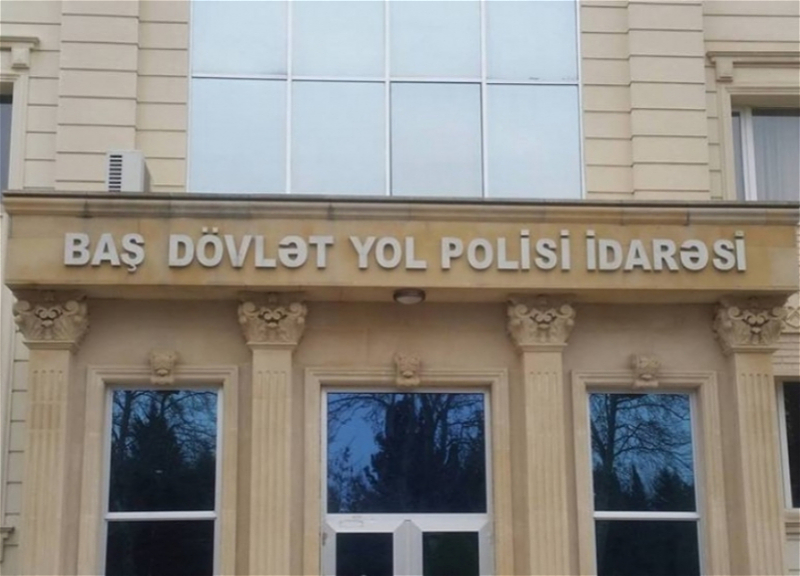 BAŞ DÖVLƏT YOL POLİSİ İDARƏSİ